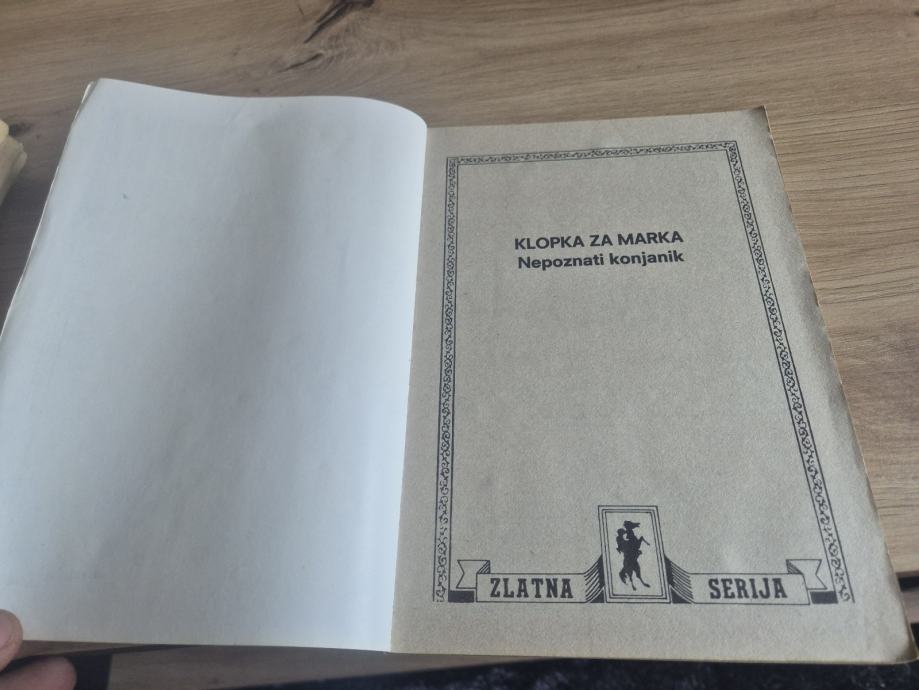 KLOPKA ZA MARKA
Nepoznati konjanik
ZLATNA SERIJA